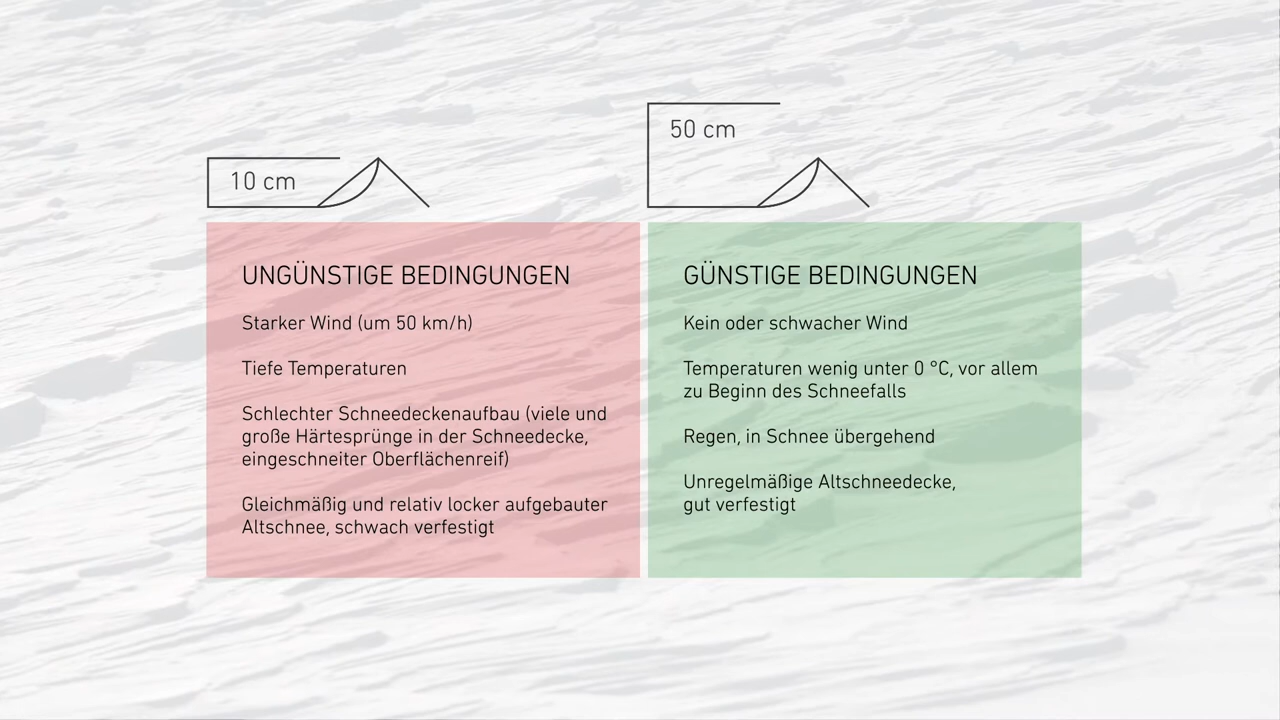 10 cm
50 cm
UNGÜNSTIGE BEDINGUNGEN
Starker Wind (um 50 km/h)
Tiefe Temperaturen
Schlechter Schneedeckenaufbau (viele und
große Härtesprünge in der Schneedecke,
eingeschneiter Oberflächenreif)
Gleichmäßig und relativ locker aufgebauter
Altschnee, schwach verfestigt
GÜNSTIGE BEDINGUNGEN
Kein oder schwacher Wind
Temperaturen wenig unter 0 °C, vor allem
zu Beginn des Schneefalls
Regen, in Schnee übergehend
Unregelmäßige Altschneedecke,
gut verfestigt